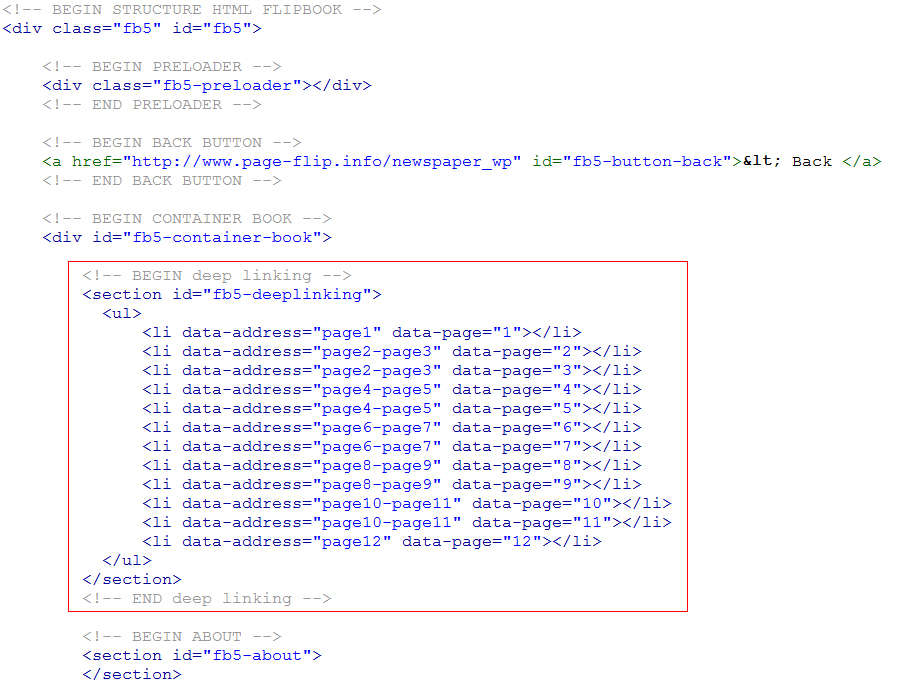 <!-- BEGIN STRUCTURE HTML FLIPBOOK -->
<div class="fb5" id="fb5">
<!-- BEGIN PRELOADER -->
<div class="fb5-preloader"></div>
<!-- END PRELOADER -->
<!-- BEGIN BACK BUTTON -->
<a href="http://www.page-flip.info/newspaper_wp" id="fb5-button-back">&lt; Back </a>
<!-- END BACK BUTTON -->
<!-- BEGIN CONTAINER BOOK -->
<div id="fb5-container-book">
<!-- BEGIN deep linking -->
<section id="fb5-deeplinking">
<ul>
<li data-address="page1" data-page="1"></li>
<li data-address="page2-page3" data-page="2"></li>
<li data-address="page2-page3" data-page="3"></li>
<li data-address="page4-page5" data-page="4"></li>
<li data-address="page4-page5" data-page="5"></li>
<li data-address="page6-page7" data-page="6"></li>
<li data-address="page6-page7" data-page="7"></li>
<li data-address="page8-page9" data-page="8"></li>
<li data-address="page8-page9" data-page="9"></li>
<li data-address="page10-page11" data-page="10"></li>
<li data-address="page10-page11" data-page="11"></li>
<li data-address="page12" data-page="12"></li>
</ul>
</section>
<!-- END deep linking -->
<!-- BEGIN ABOUT -->
<section id="fb5-about">
</section>